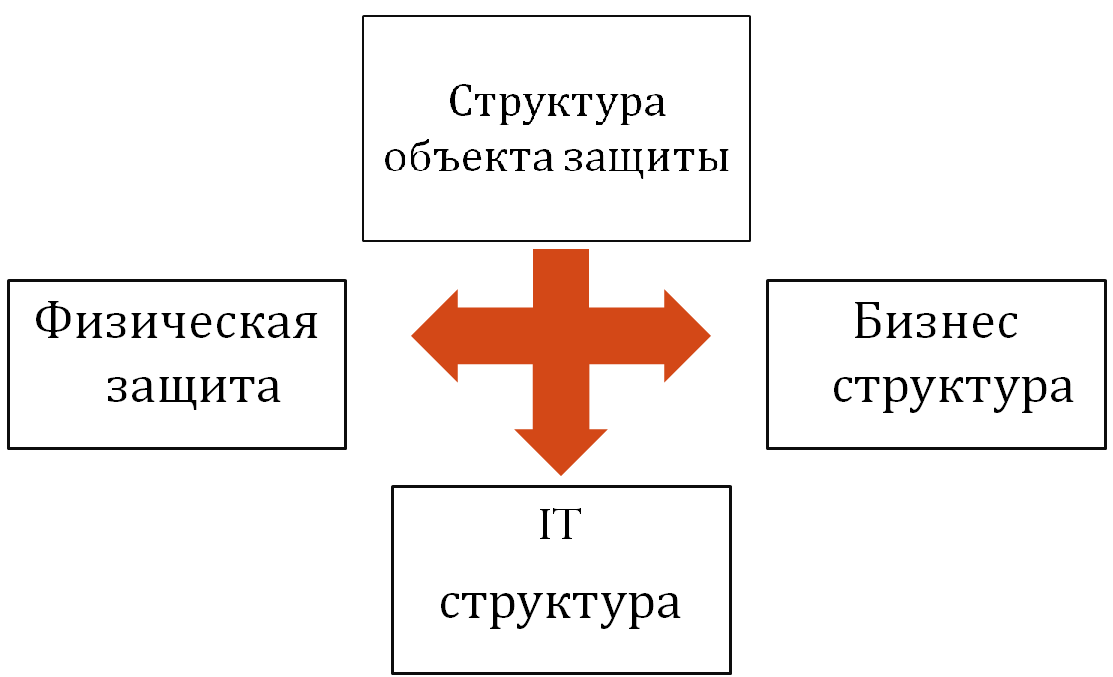 Структура
объекта защиты
Физическая
защита
Бизнес
структура
IT
структура